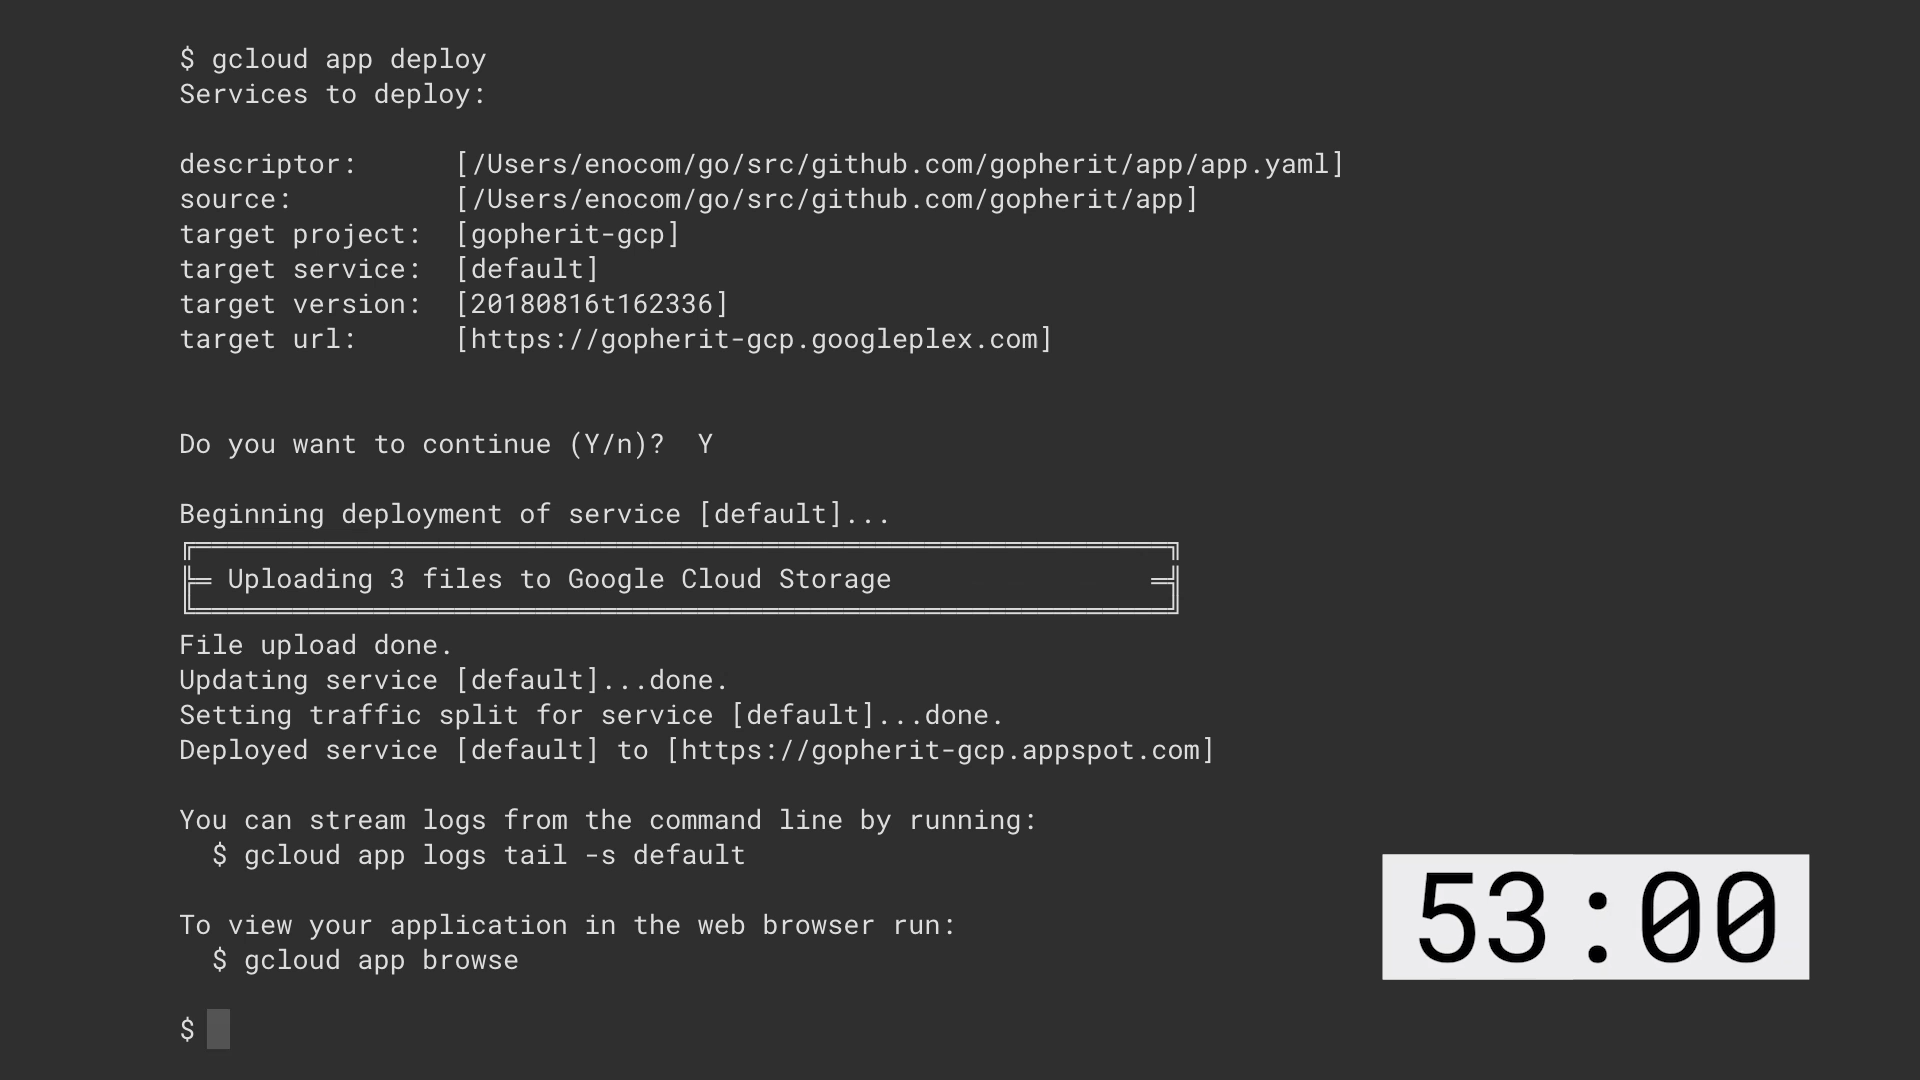 $ gcloud app deploy
Services to deploy:
descriptor:      [/Users/enocom/go/src/github.com/gopherit/app/app.yaml]
source:          [/Users/enocom/go/src/github.com/gopherit/app]
target project:  [gopherit-gcp]
target service:  [default]
target version:  [20180816t162336]
target url:      [https://gopherit-gcp.googleplex.com]
Do you want to continue (Y/n)?  Y
Beginning deployment of service [default]...
Uploading 3 files to Google Cloud Storage
File upload done.
Updating service [default]...done.
Setting traffic split for service [default]...done.
Deployed service [default] to [https://gopherit-gcp.appspot.com]
You can stream logs from the command line by running:
  $ gcloud app logs tail -s default
To view your application in the web browser run:
  $ gcloud app browse
$
53:00